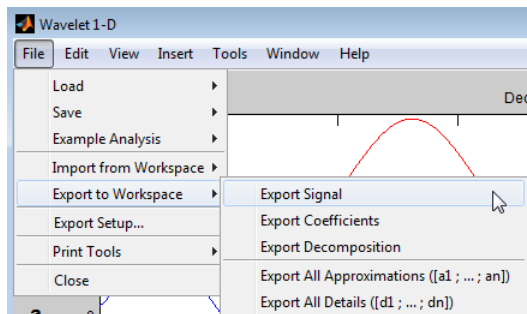 Wavelet 1-D
File Edit View Insert Tools Window Help
Load
Save
Example Analysis
Import from Workspace
Export to Workspace
Export Setup...
Print Tools
Close
Export Signal
Export Coefficients
Export Decomposition
Export All Approximations ([a1 ; ... ; an])
Export All Details ([d1 ; ... ; dn])